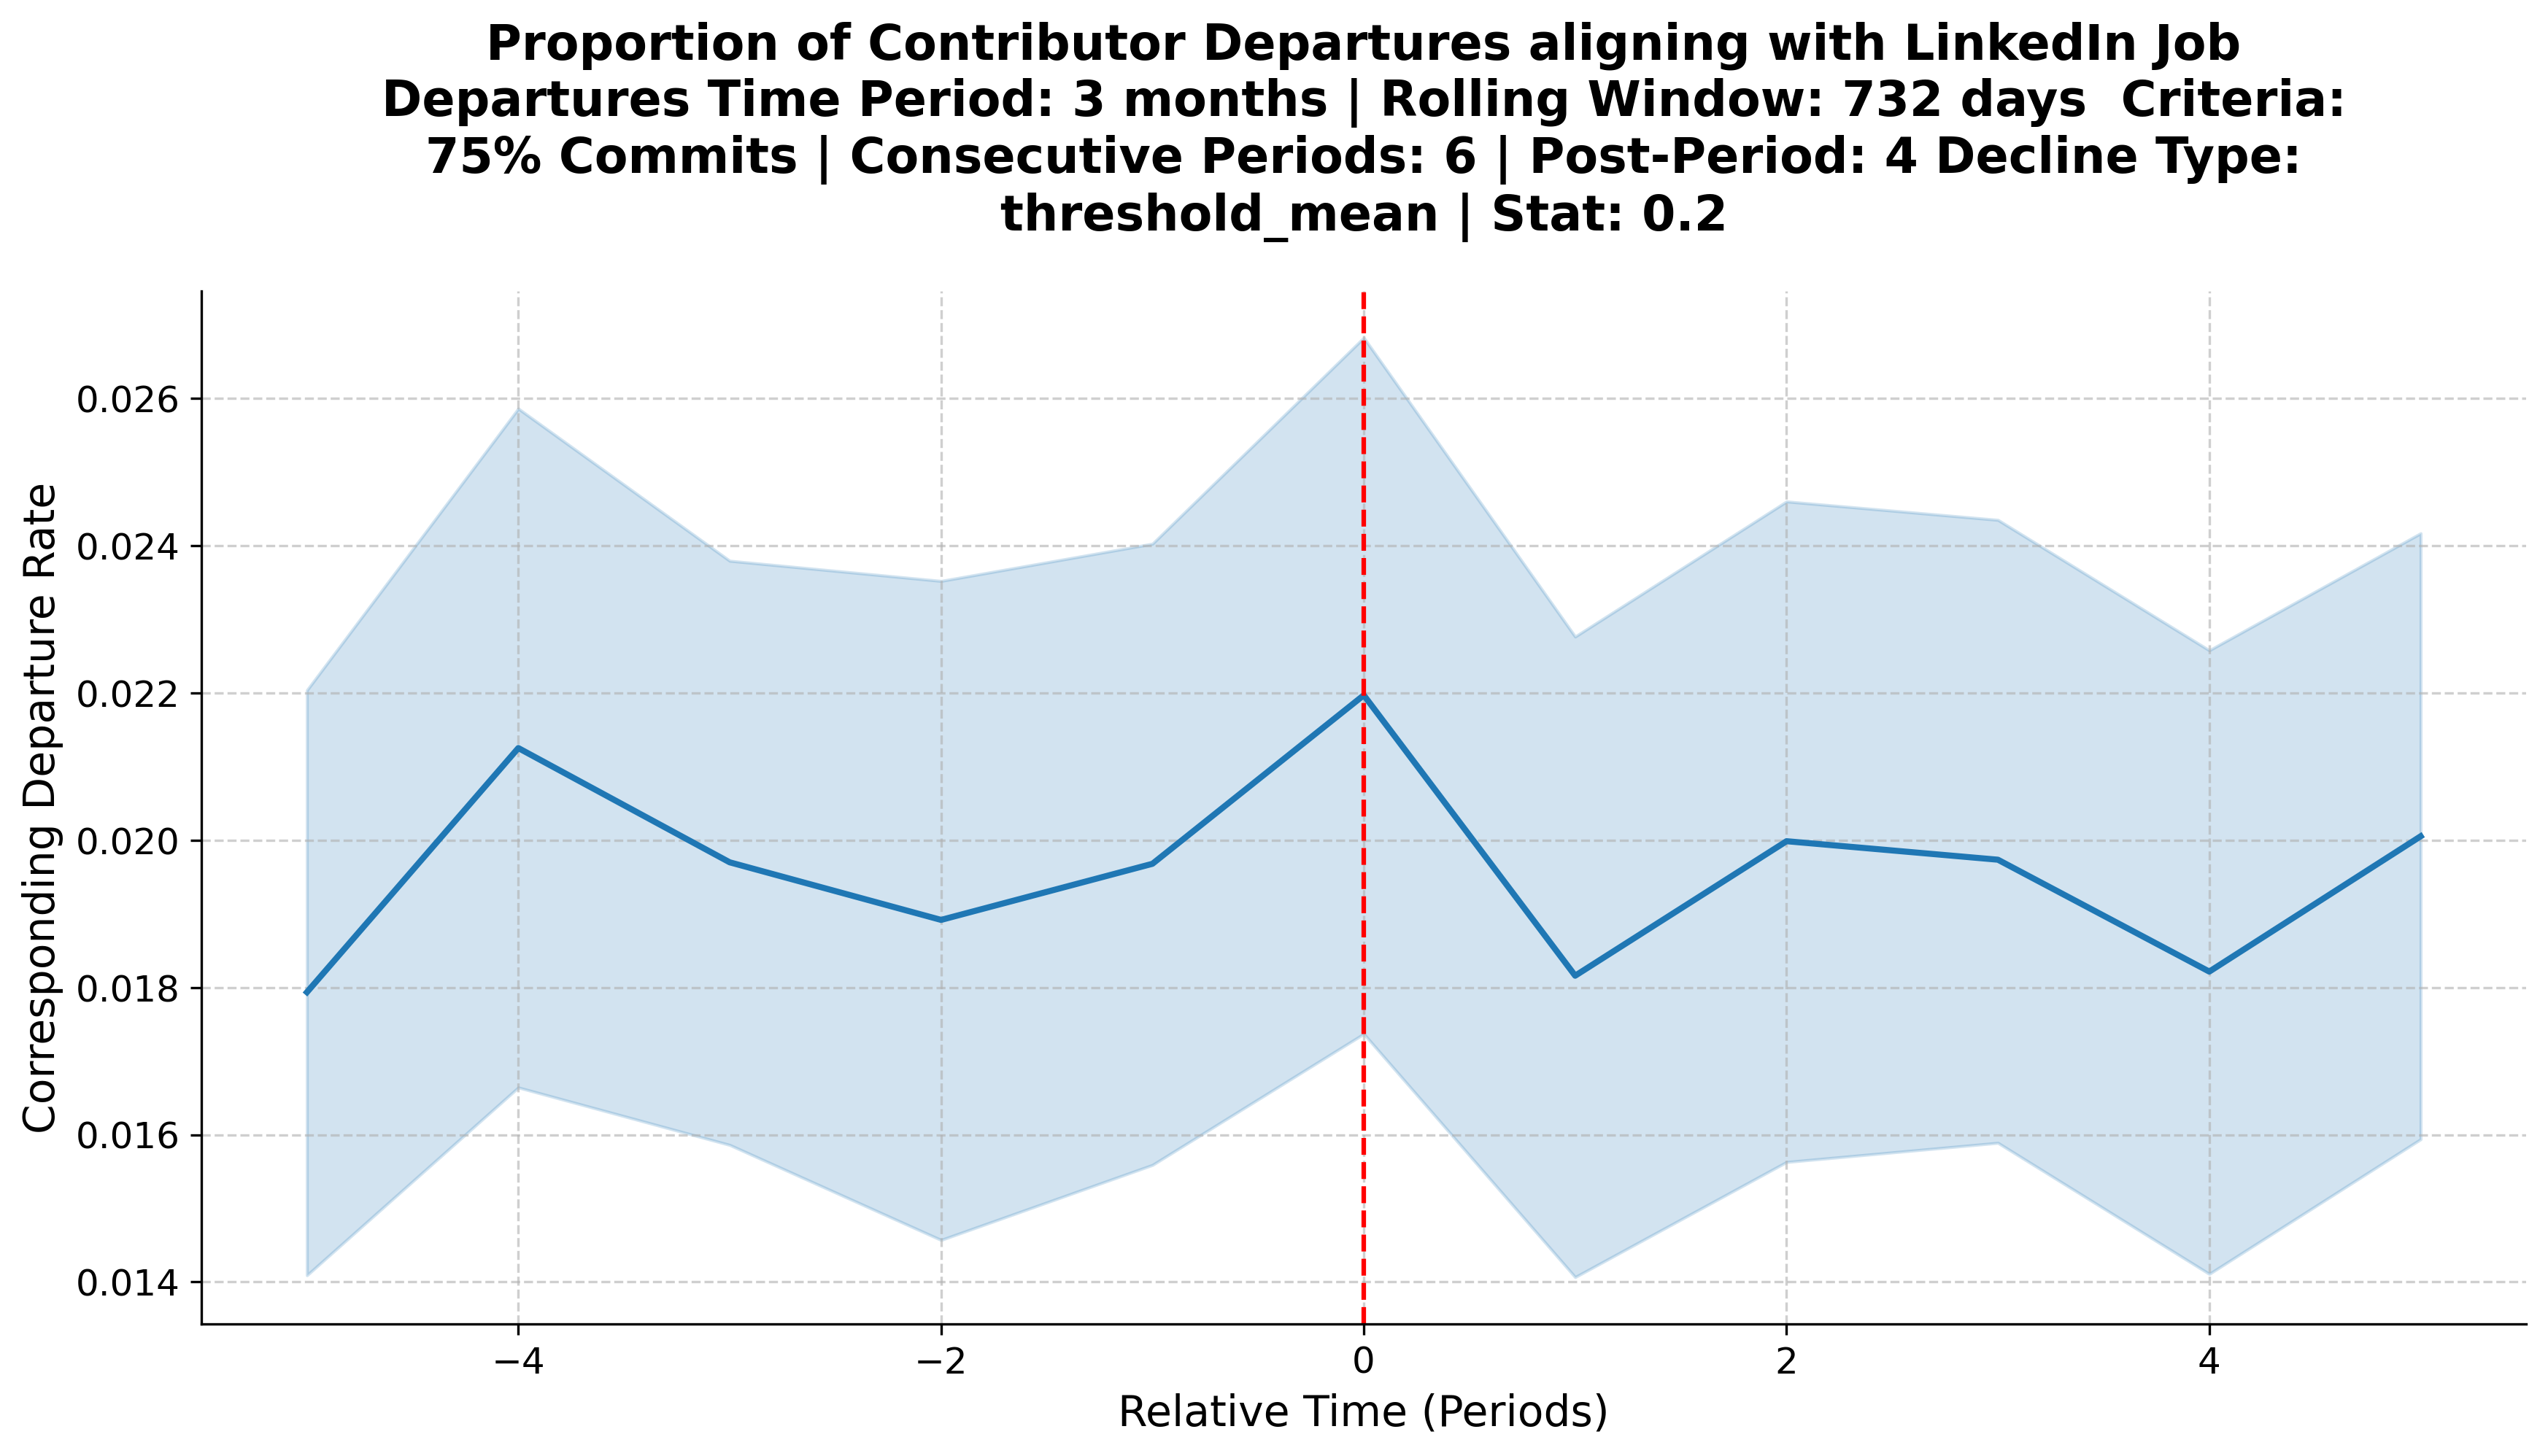 Proportion of Contributor Departures aligning with LinkedIn Job
Departures Time Period: 3 months | Rolling Window: 732 days  Criteria:
75% Commits | Consecutive Periods: 6 | Post-Period: 4 Decline Type:
threshold_mean | Stat: 0.2
Corresponding Departure Rate
0.026
0.024
0.022
0.020
0.018
0.016
0.014
−4
−2
0
2
4
Relative Time (Periods)